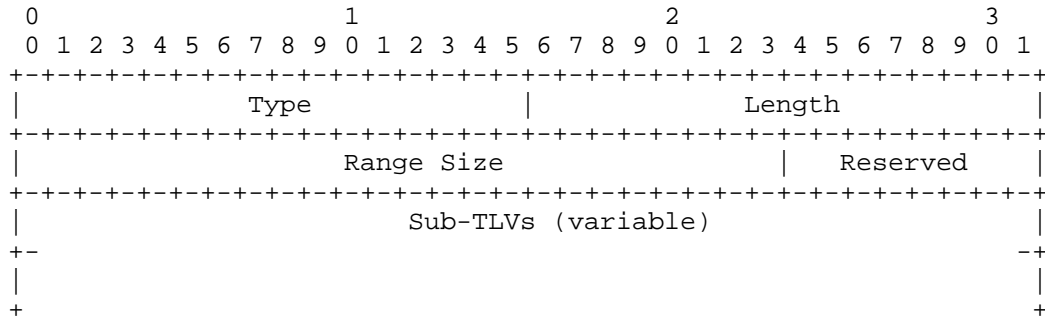 0                   1                   2                   3
 0 1 2 3 4 5 6 7 8 9 0 1 2 3 4 5 6 7 8 9 0 1 2 3 4 5 6 7 8 9 0 1
+-+-+-+-+-+-+-+-+-+-+-+-+-+-+-+-+-+-+-+-+-+-+-+-+-+-+-+-+-+-+-+-+
|              Type             |             Length            |
+-+-+-+-+-+-+-+-+-+-+-+-+-+-+-+-+-+-+-+-+-+-+-+-+-+-+-+-+-+-+-+-+
|                    Range Size                 |   Reserved    |
+-+-+-+-+-+-+-+-+-+-+-+-+-+-+-+-+-+-+-+-+-+-+-+-+-+-+-+-+-+-+-+-+
|                        Sub-TLVs (variable)                    |
+-                                                             -+
|                                                               |
+                                                               +